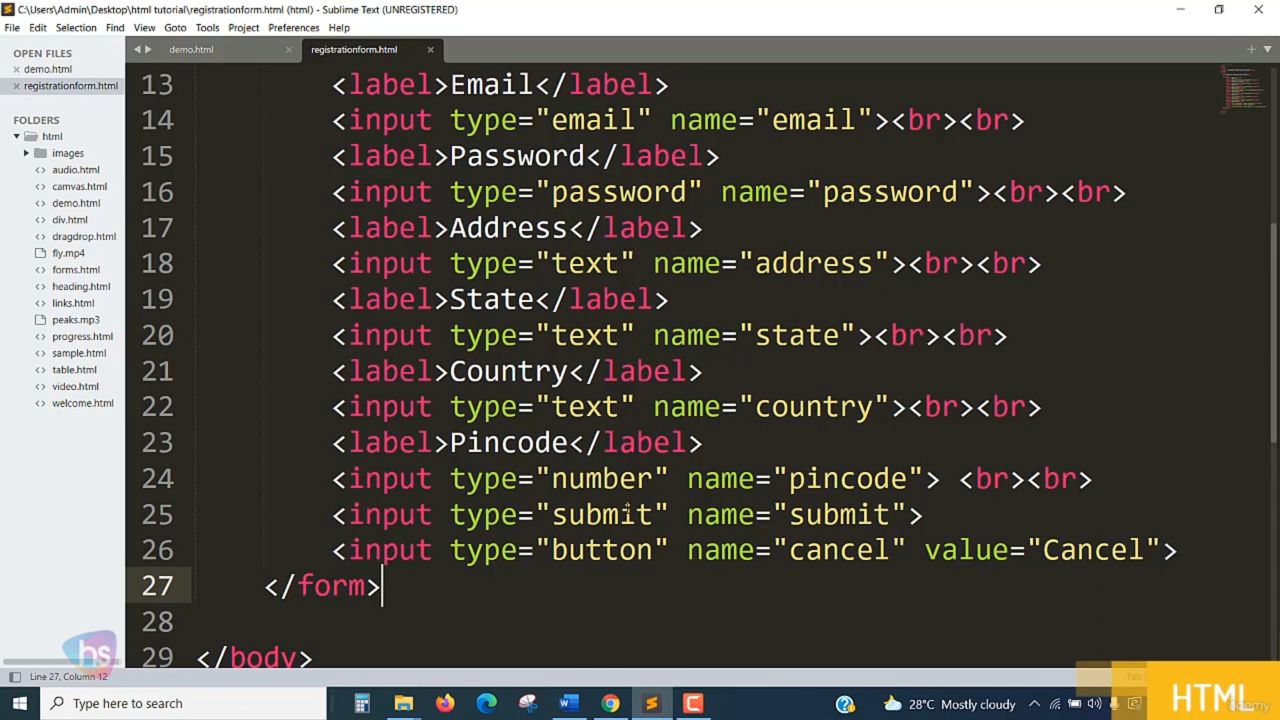 C:\Users\Admin\Desktop\html tutorial\registrationform.html (html) - Sublime Text (UNREGISTERED)
File Edit Selection Find View Goto Tools Project Preferences Help
OPEN FILES
demo.html
registrationform.html
FOLDERS
html
images
audio.html
canvas.html
demo.html
div.html
dragdrop.html
fly.mp4
forms.html
heading.html
links.html
peaks.mp3
progress.html
sample.html
table.html
video.html
welcome.html
demo.html
registrationform.html
13 <label>Email</label>
14 <input type="email" name="email"><br><br>
15 <label>Password</label>
16 <input type="password" name="password"><br><br>
17 <label>Address</label>
18 <input type="text" name="address"><br><br>
19 <label>State</label>
20 <input type="text" name="state"><br><br>
21 <label>Country</label>
22 <input type="text" name="country"><br><br>
23 <label>Pincode</label>
24 <input type="number" name="pincode"> <br><br>
25 <input type="submit" name="submit">
26 <input type="button" name="cancel" value="Cancel">
27 </form>
28
29 </body>
hs
Line 27, Column 12
HTML
Type here to search
28°C Mostly cloudy